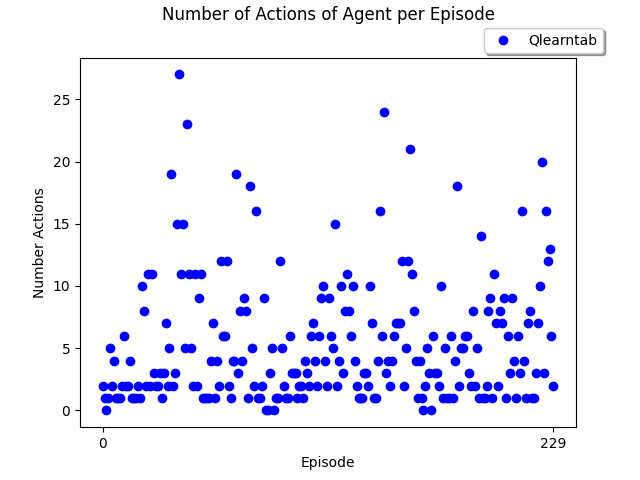 Number of Actions of Agent per Episode
Qlearntab
25
20
15
10
5
0
Number Actions
0 229
Episode